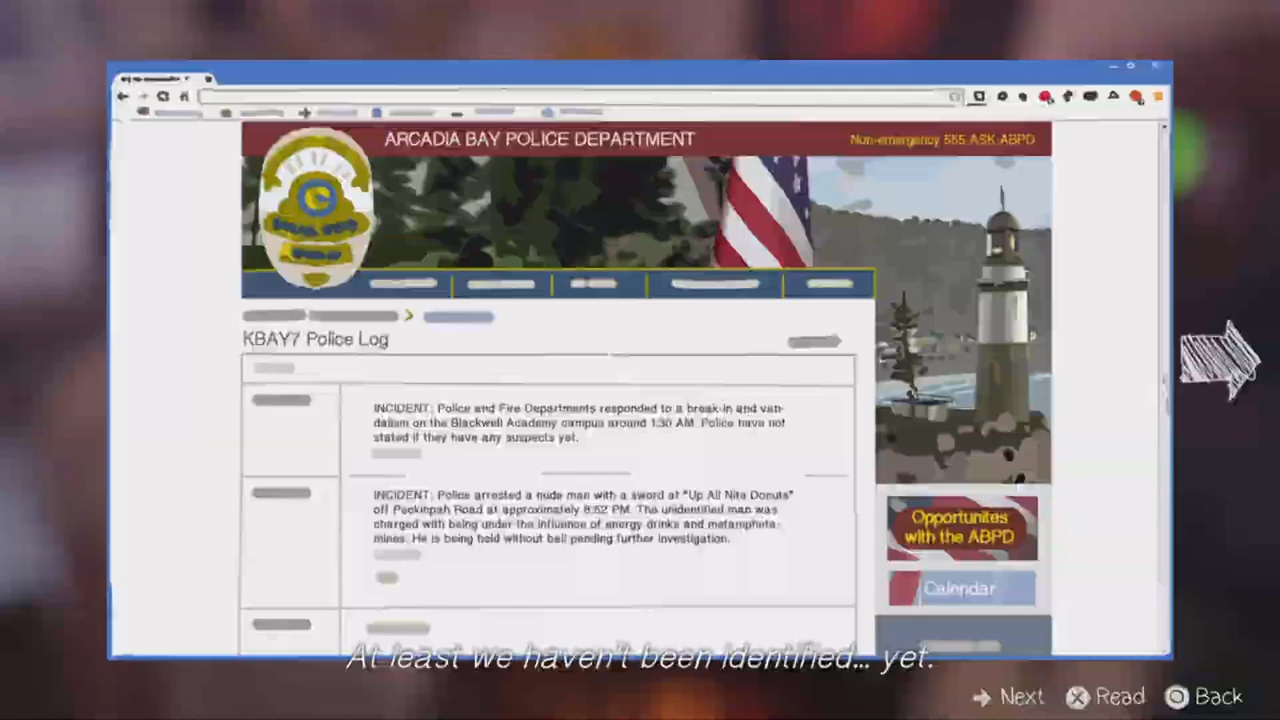 ARCADIA BAY POLICE DEPARTMENT
Non-emergency 555 ASK-ABPD
KBAY7 Police Log
INCIDENT: Police and Fire Departments responded to a break-in and van-
dalism on the Blackwell Academy campus around 1:30 AM. Police have not
stated if they have any suspects yet.
INCIDENT: Police arrested a nude man with a sword at "Up All Nite Donuts"
off Peckinpah Road at approximately 8:52 PM. The unidentified man was
charged with being under the influence of energy drinks and metampheta-
mines. He is being held without bail pending further investigation.
Opportunites
with the ABPD
Calendar
At least we haven't been identified... yet.
Next
Read
Back